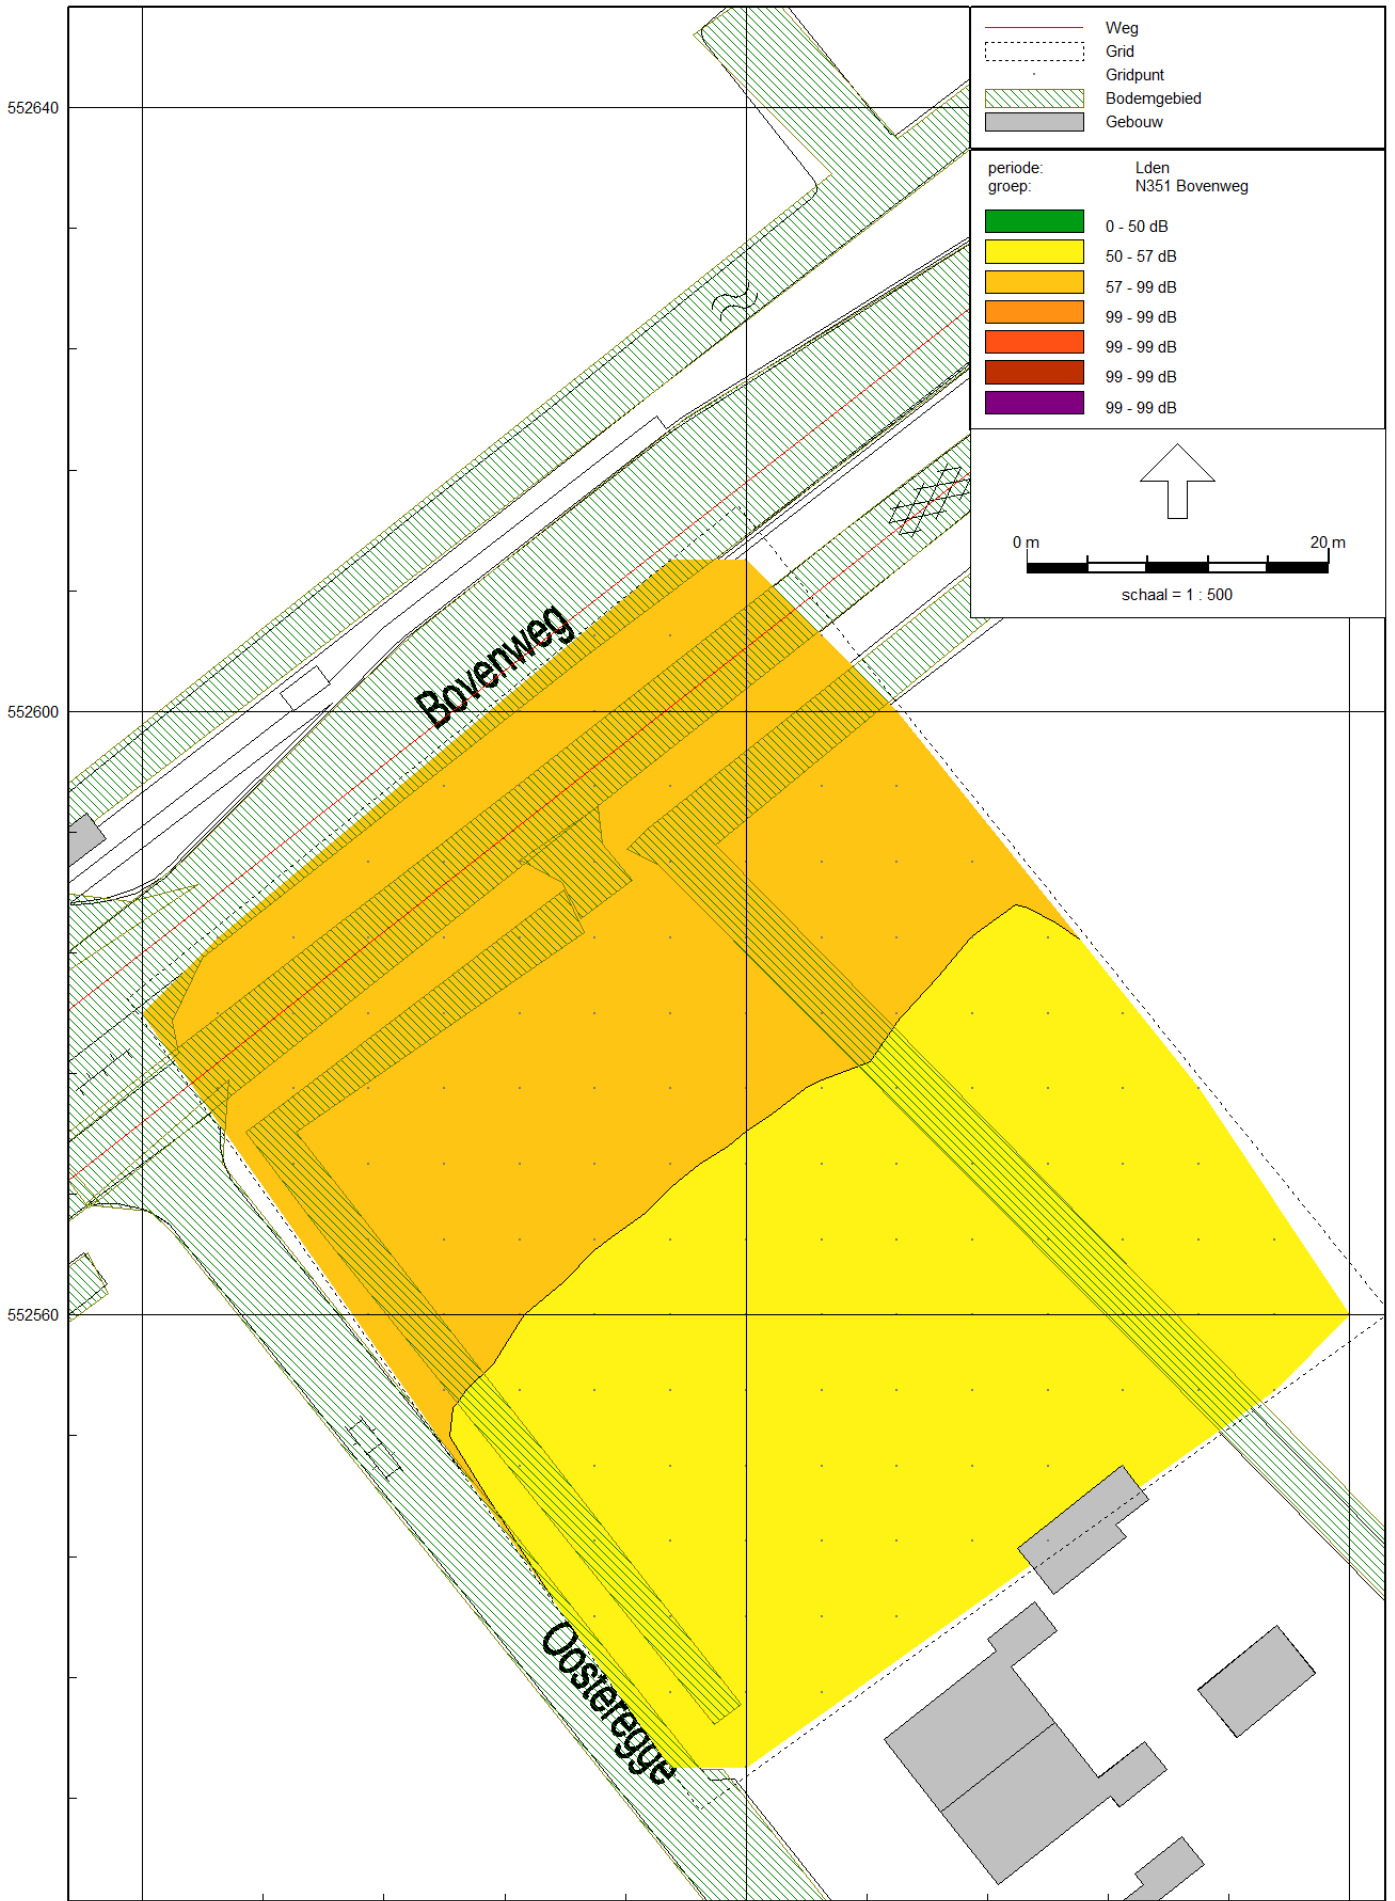 Weg
Grid
Gridpunt
Bodemgebied
Gebouw
periode: Lden
groep: N351 Bovenweg
0 - 50 dB
50 - 57 dB
57 - 99 dB
99 - 99 dB
99 - 99 dB
99 - 99 dB
99 - 99 dB
0 m 20 m
schaal = 1 : 500
552640
552600
552560
Bovenweg
Oosteregge